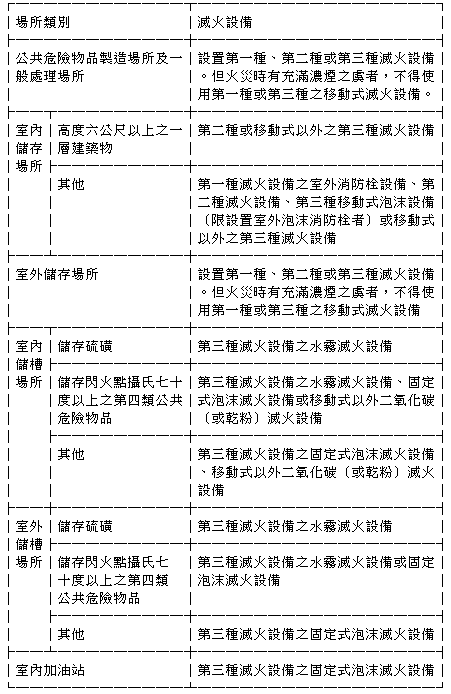 場所類別 滅火設備
公共危險物品製造場所及一 設置第一種、第二種或第三種滅火設備
般處理場所 。但火災時有充滿濃煙之虞者，不得使
用第一種或第三種之移動式滅火設備。
室內 高度六公尺以上之一 第二種或移動式以外之第三種滅火設備
儲存 層建築物
場所
其他 第一種滅火設備之室外消防栓設備、第
二種滅火設備、第三種移動式泡沫設備
〔限設置室外泡沫消防栓者〕或移動式
以外之第三種滅火設備
室外儲存場所 設置第一種、第二種或第三種滅火設備
。但火災時有充滿濃煙之虞者，不得使
用第一種或第三種之移動式滅火設備
室內 儲存硫磺 第三種滅火設備之水霧滅火設備
儲槽
場所 儲存閃火點攝氏七十 第三種滅火設備之水霧滅火設備、固定
度以上之第四類公共 式泡沫滅火設備或移動式以外二氧化碳
危險物品 〔或乾粉〕滅火設備
其他 第三種滅火設備之固定式泡沫滅火設備
、移動式以外二氧化碳〔或乾粉〕滅火
設備
室外 儲存硫磺 第三種滅火設備之水霧滅火設備
儲槽
場所 儲存閃火點攝氏七 第三種滅火設備之水霧滅火設備或固定
十度以上之第四類 泡沫滅火設備
公共危險物品
其他 第三種滅火設備之固定式泡沫滅火設備
室內加油站 第三種滅火設備之固定式泡沫滅火設備